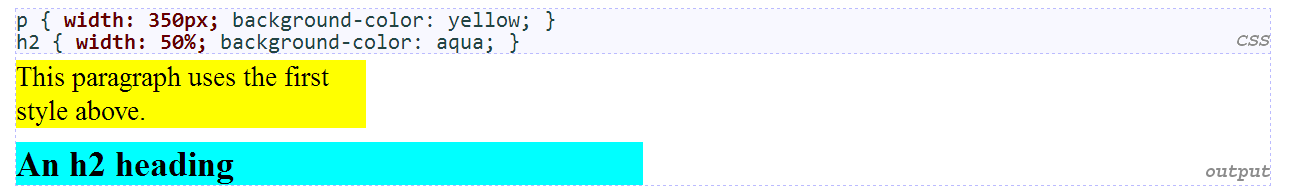 p { width: 350px; background-color: yellow; }
h2 { width: 50%; background-color: aqua; }
CSS
This paragraph uses the first
style above.
An h2 heading
output